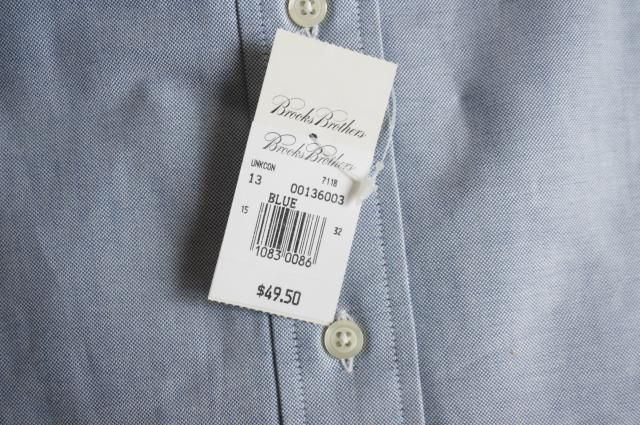 Brooks Brothers
Brooks Brothers
UNKCON 7118
13 00136003
BLUE
15 32
1083 0086
$49.50